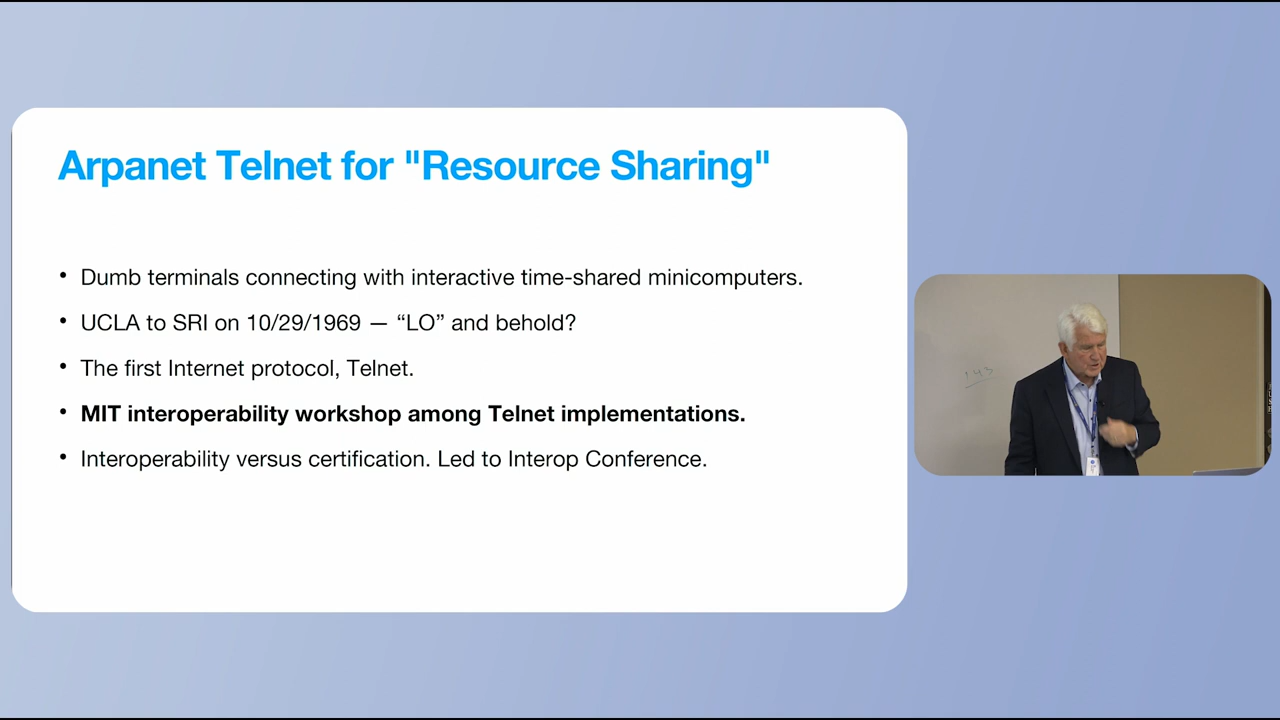 Arpanet Telnet for "Resource Sharing"
• Dumb terminals connecting with interactive time-shared minicomputers.
• UCLA to SRI on 10/29/1969 — “LO” and behold?
• The first Internet protocol, Telnet.
• MIT interoperability workshop among Telnet implementations.
• Interoperability versus certification. Led to Interop Conference.